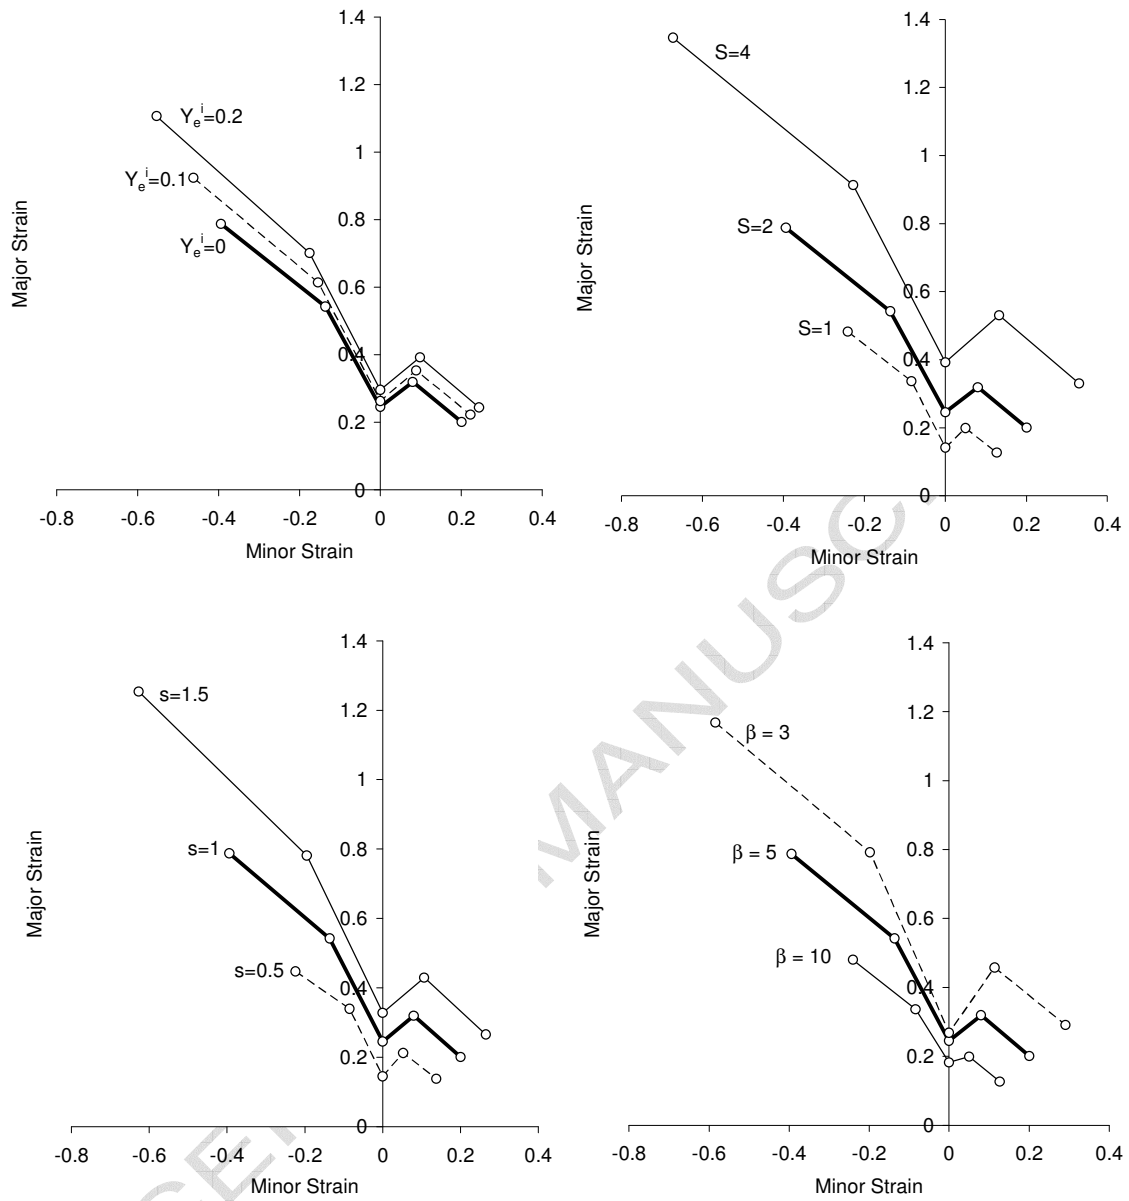 1.4
1.2
1
0.8
0.6
0.4
0.2
0
Y_e^i=0.2
Y_e^i=0.1
Y_e^i=0
Major Strain
-0.8 -0.6 -0.4 -0.2 0 0.2 0.4
Minor Strain
1.4
1.2
1
0.8
0.6
0.4
0.2
0
S=4
S=2
S=1
Major Strain
-0.8 -0.6 -0.4 -0.2 0 0.2 0.4
Minor Strain
1.4
1.2
1
0.8
0.6
0.4
0.2
0
s=1.5
s=1
s=0.5
Major Strain
-0.8 -0.6 -0.4 -0.2 0 0.2 0.4
Minor Strain
1.4
1.2
1
0.8
0.6
0.4
0.2
0
β = 3
β = 5
β = 10
Major Strain
-0.8 -0.6 -0.4 -0.2 0 0.2 0.4
Minor Strain